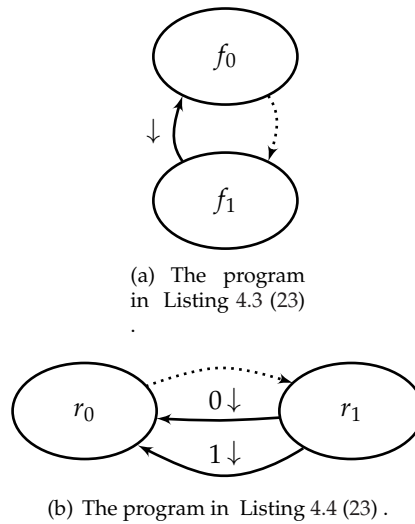 f₀
↓
f₁
(a) The program
in Listing 4.3 (23)
.
r₀
0 ↓
r₁
1 ↓
(b) The program in Listing 4.4 (23) .